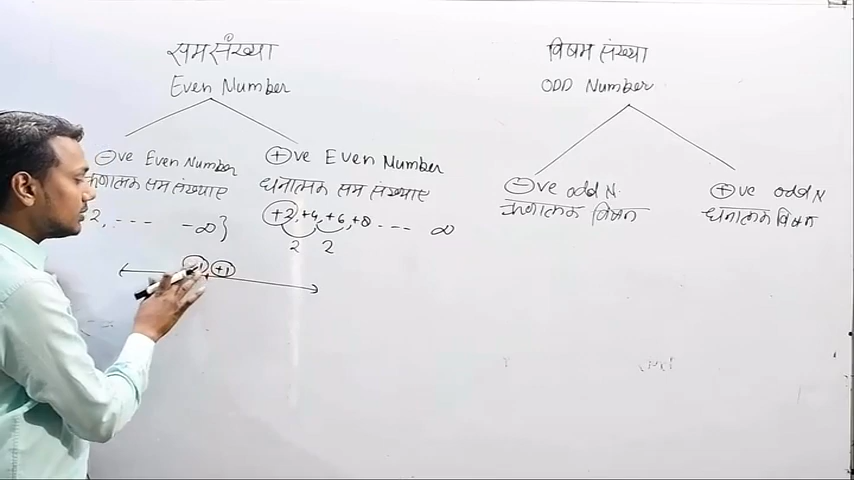 सम संख्या
Even Number
⊖ve Even Number
ऋणात्मक सम संख्याए
2, ---- -∞}
⊕ve Even Number
धनात्मक सम संख्याए
+2, +4, +6, +8 ---- ∞
2 2
-1 +1
विषम संख्या
ODD Number
⊖ve odd N.
ऋणात्मक विषम
⊕ve odd N
धनात्मक विषम